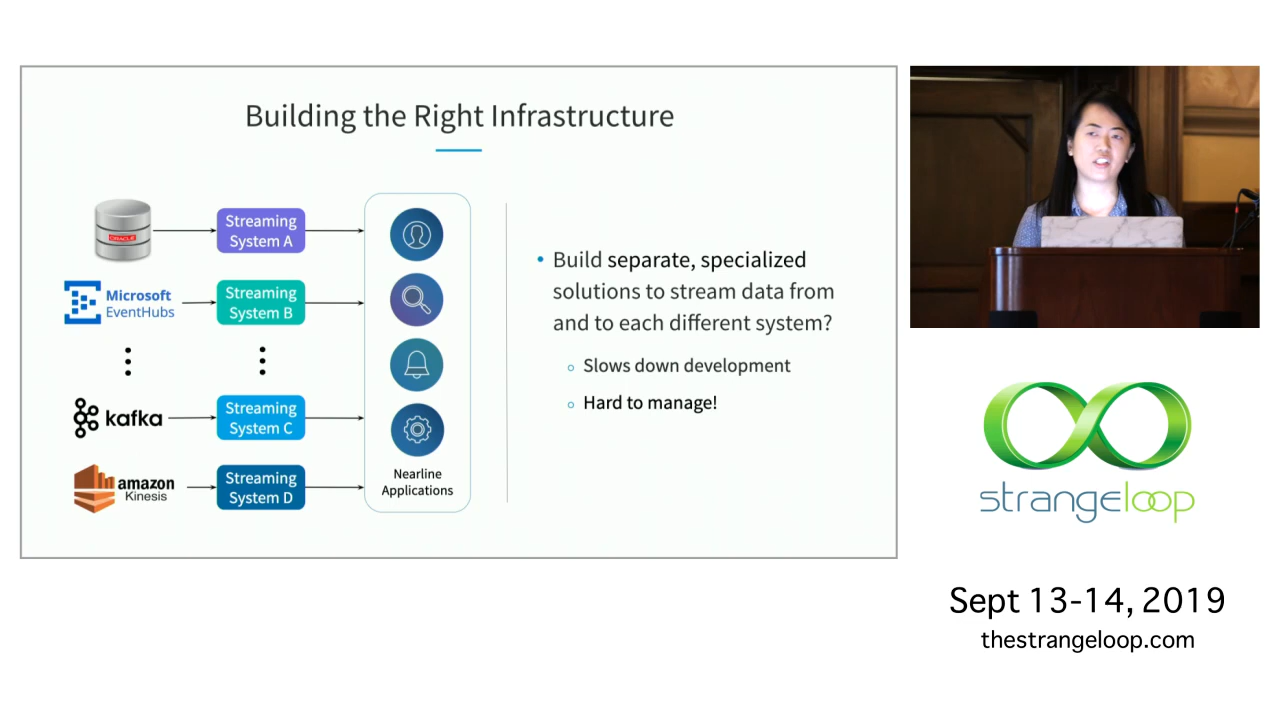 Building the Right Infrastructure
ORACLE
Streaming
System A
Microsoft
EventHubs
Streaming
System B
kafka
Streaming
System C
amazon
Kinesis
Streaming
System D
Nearline
Applications
• Build separate, specialized
solutions to stream data from
and to each different system?
Slows down development
Hard to manage!
strangeloop
Sept 13-14, 2019
thestrangeloop.com